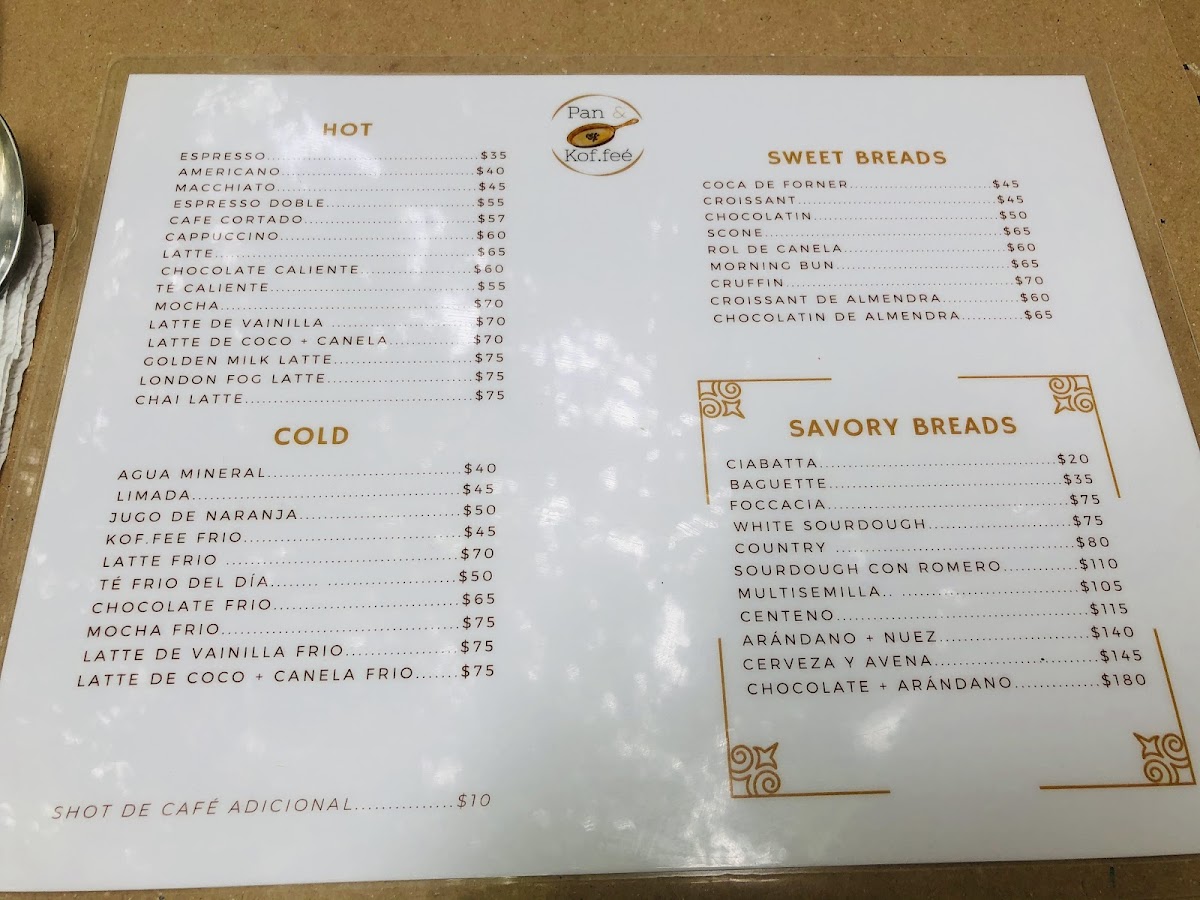 Pan &
Kof.feé
HOT
ESPRESSO................................$35
AMERICANO.............................$40
MACCHIATO.............................$45
ESPRESSO DOBLE......................$55
CAFE CORTADO.........................$57
CAPPUCCINO............................$60
LATTE.......................................$65
CHOCOLATE CALIENTE................$60
TÉ CALIENTE.............................$55
MOCHA.....................................$70
LATTE DE VAINILLA .....................$70
LATTE DE COCO + CANELA............$70
GOLDEN MILK LATTE....................$75
LONDON FOG LATTE.....................$75
CHAI LATTE................................$75
COLD
AGUA MINERAL...........................$40
LIMADA.....................................$45
JUGO DE NARANJA......................$50
KOF.FEE FRIO.............................$45
LATTE FRIO ...............................$70
TÉ FRIO DEL DÍA....... ....................$50
CHOCOLATE FRIO.........................$65
MOCHA FRIO...............................$75
LATTE DE VAINILLA FRIO................$75
LATTE DE COCO + CANELA FRIO.......$75
SHOT DE CAFÉ ADICIONAL...............$10
SWEET BREADS
COCA DE FORNER.....................$45
CROISSANT.............................$45
CHOCOLATIN...........................$50
SCONE....................................$65
ROL DE CANELA.......................$60
MORNING BUN........................$65
CRUFFIN.................................$70
CROISSANT DE ALMENDRA............$60
CHOCOLATIN DE ALMENDRA..........$65
SAVORY BREADS
CIABATTA.................................$20
BAGUETTE................................$35
FOCCACIA................................$75
WHITE SOURDOUGH...................$75
COUNTRY ................................$80
SOURDOUGH CON ROMERO..........$110
MULTISEMILLA.. .......................$105
CENTENO................................$115
ARÁNDANO + NUEZ...................$140
CERVEZA Y AVENA.....................$145
CHOCOLATE + ARÁNDANO............$180